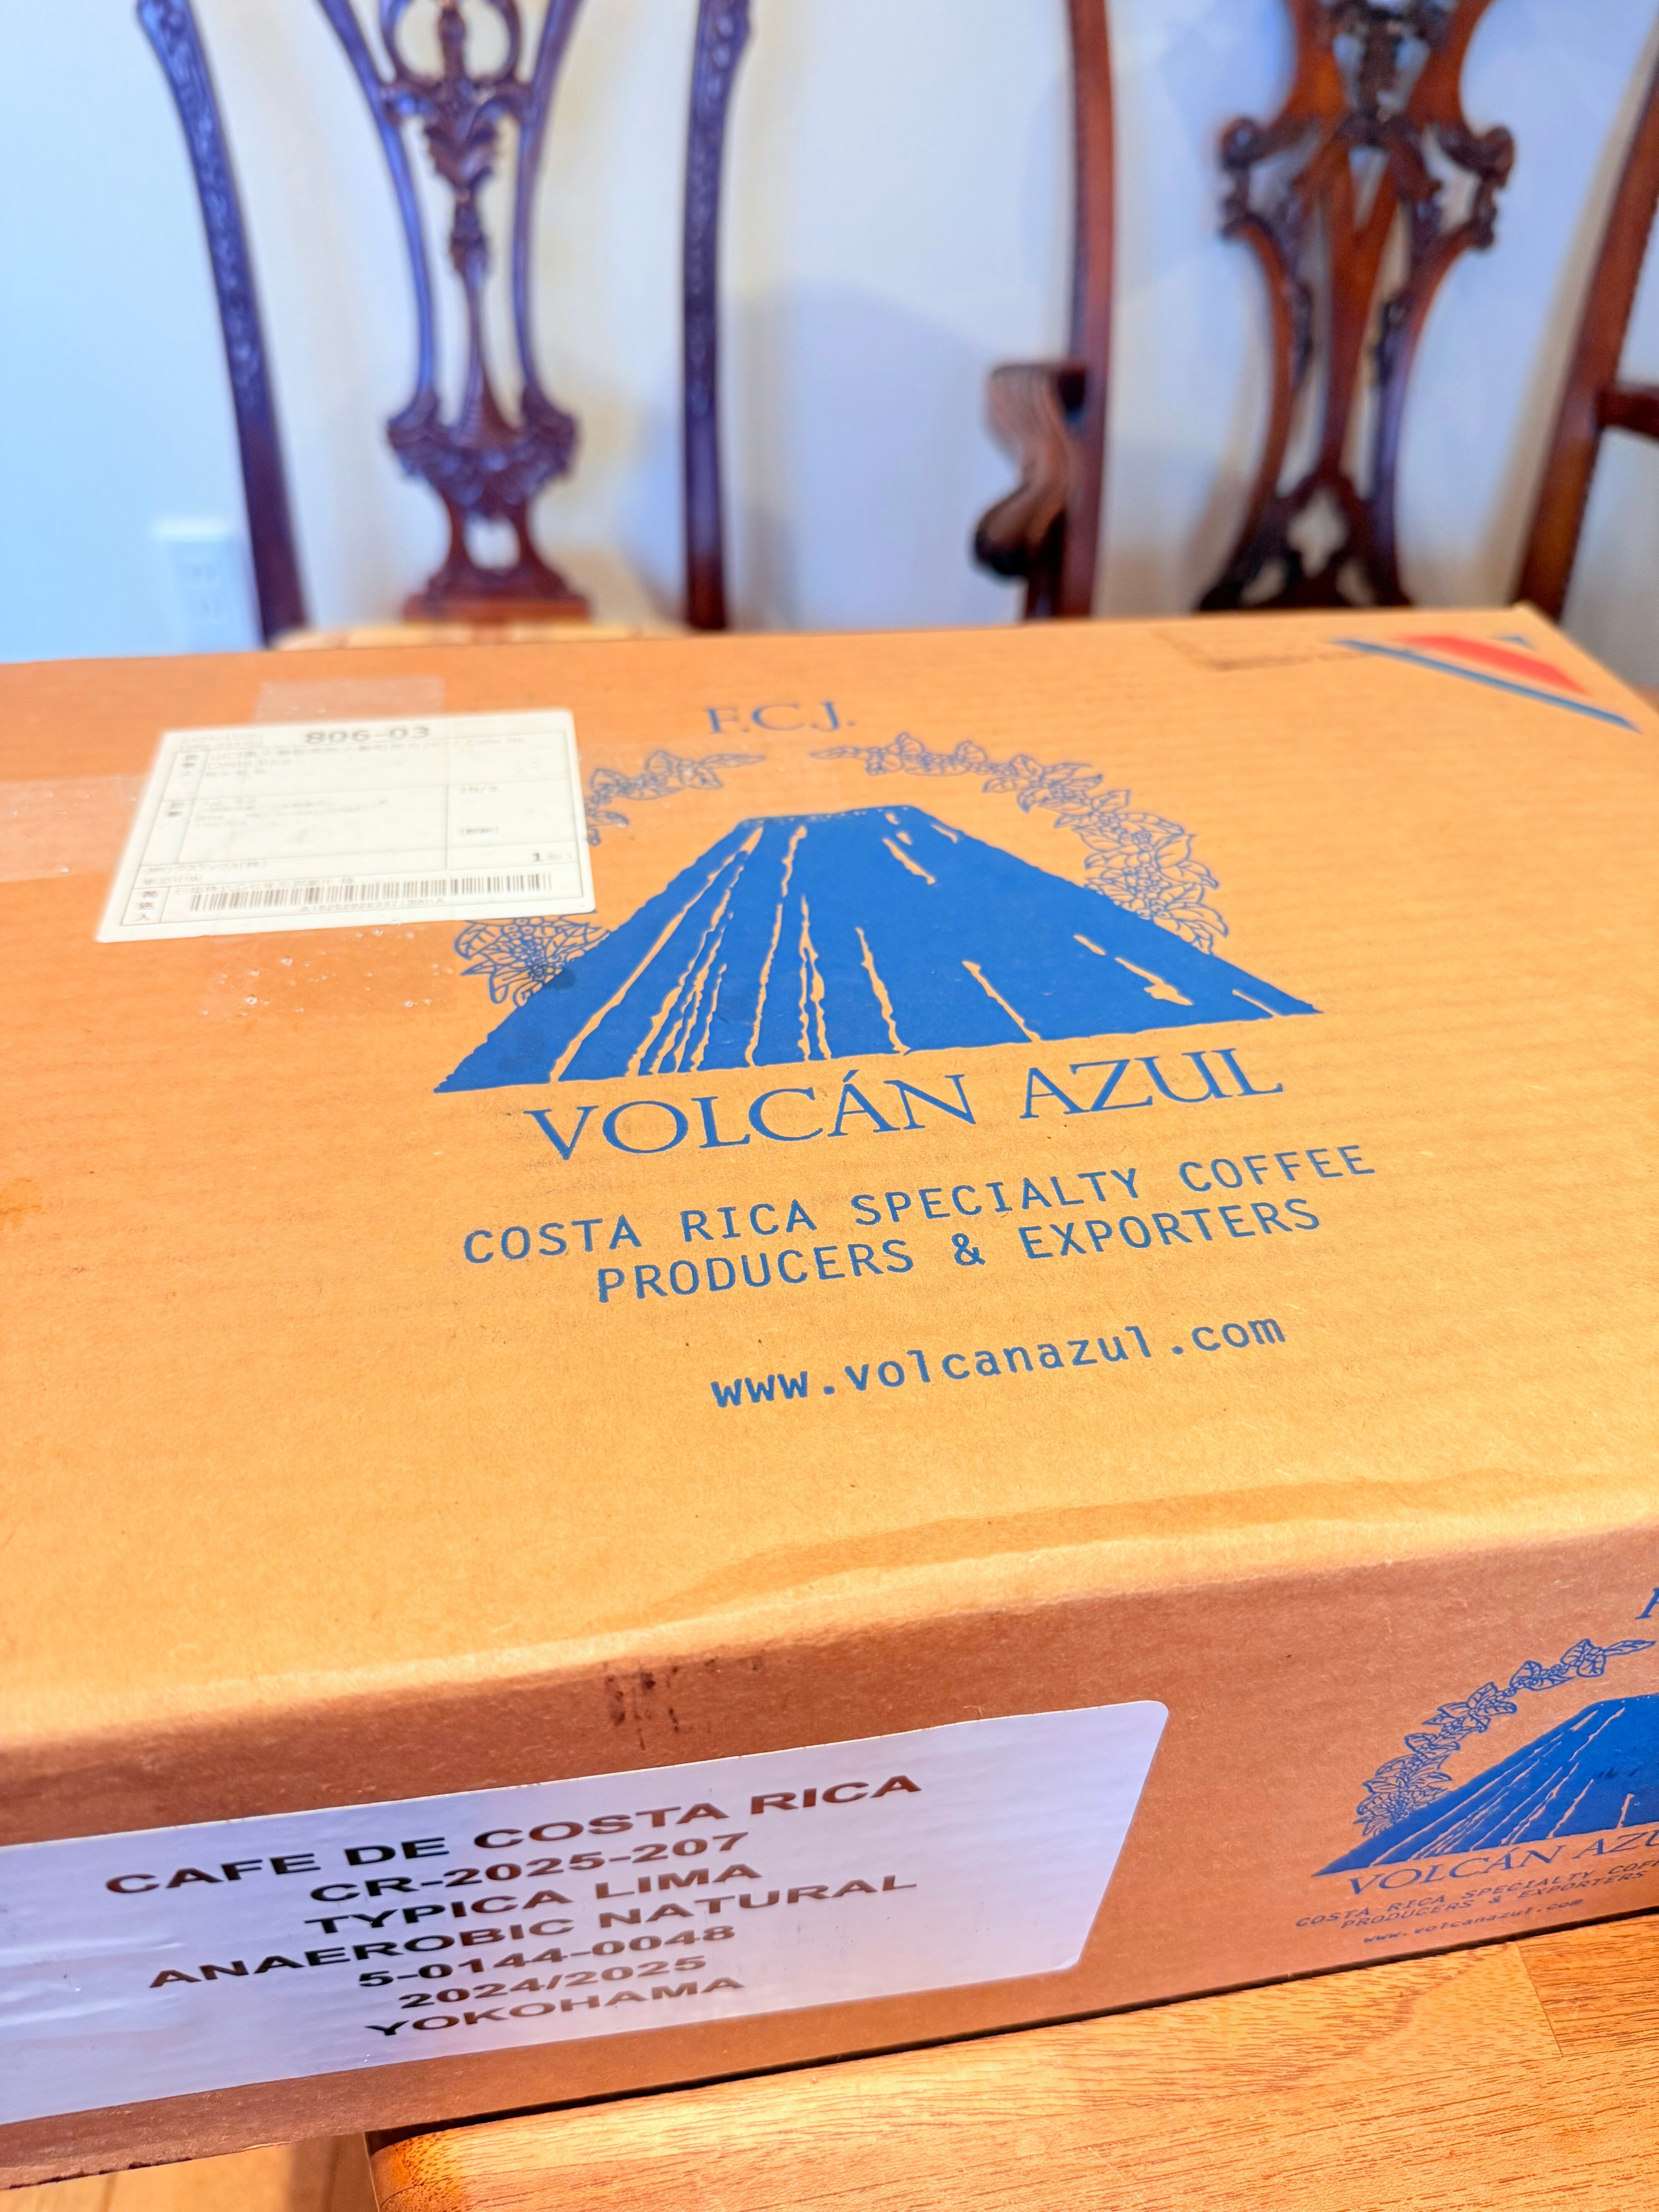 806-03
F.C.J.
VOLCÁN AZUL
COSTA RICA SPECIALTY COFFEE
PRODUCERS & EXPORTERS
www.volcanazul.com
CAFE DE COSTA RICA
CR-2025-207
TYPICA LIMA
ANAEROBIC NATURAL
5-0144-0048
2024/2025
YOKOHAMA
VOLCÁN AZU
COSTA RICA SPECIALTY COF
PRODUCERS & EXPORTERS
www.volcanazul.com